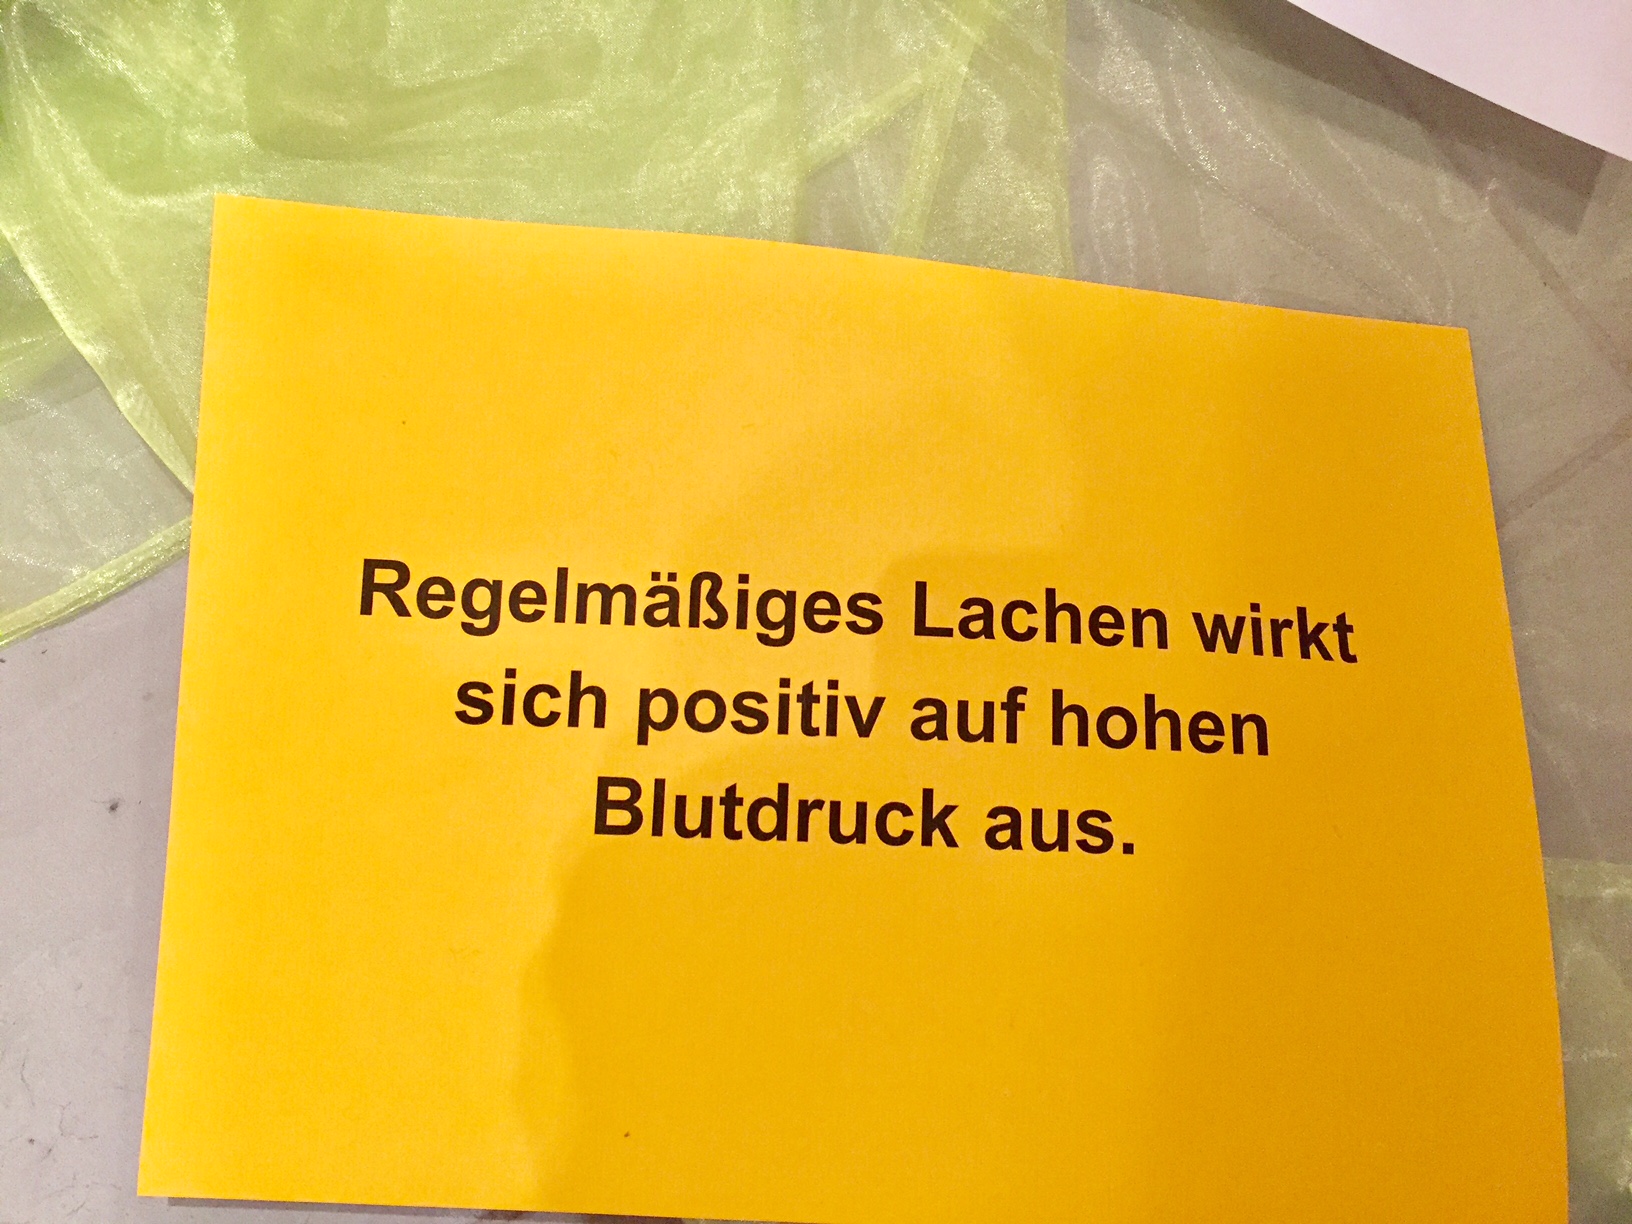 Regelmäßiges Lachen wirkt
sich positiv auf hohen
Blutdruck aus.